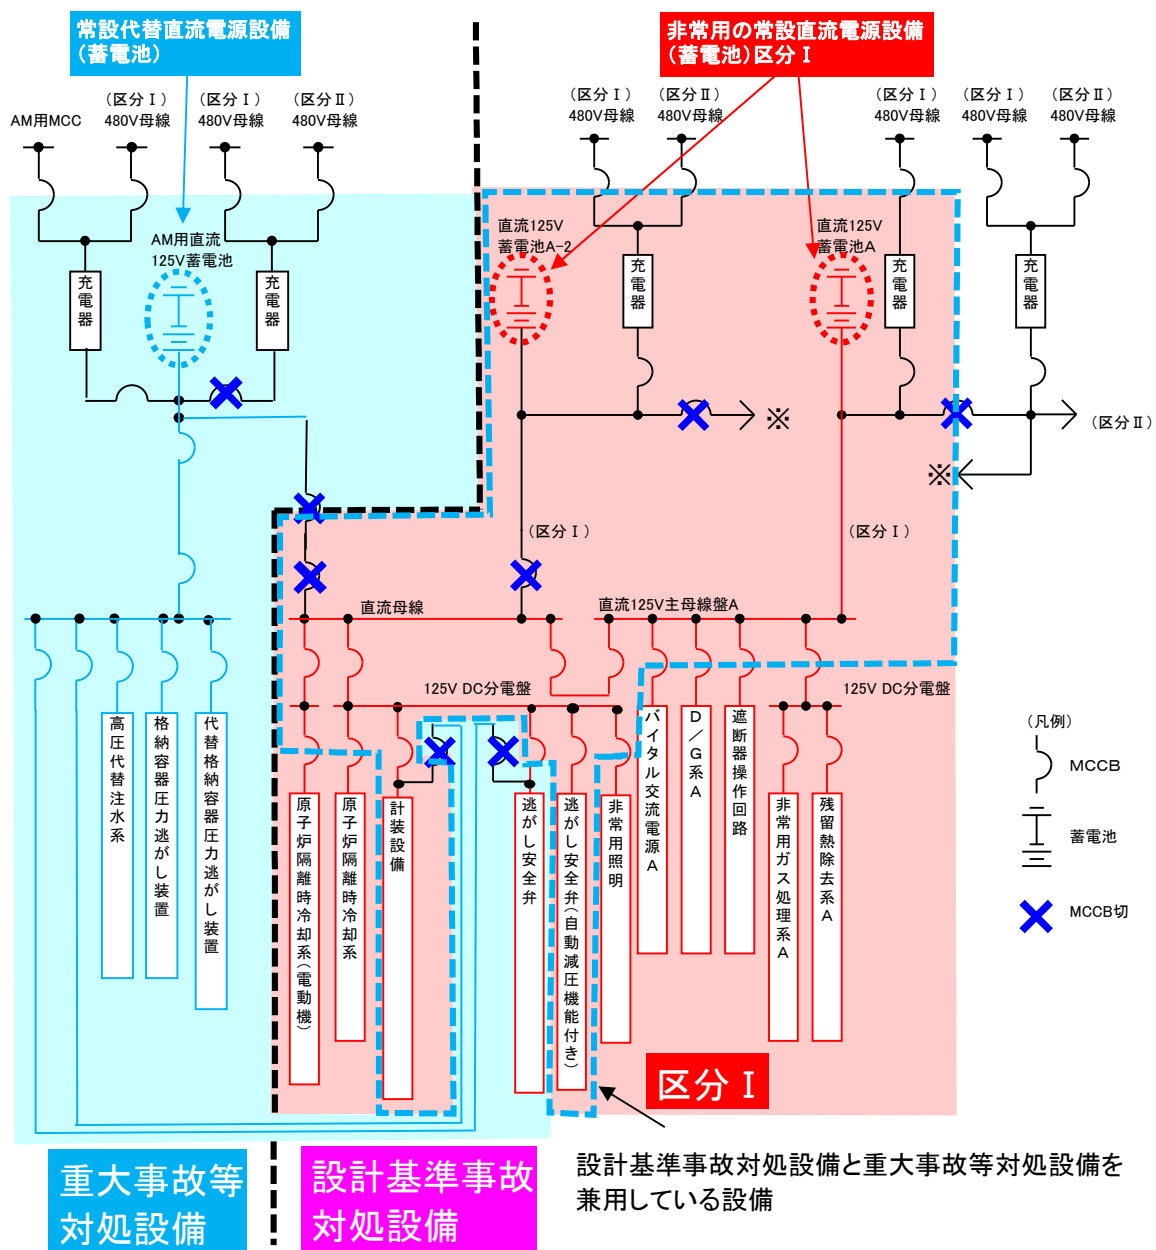 常設代替直流電源設備
(蓄電池)
非常用の常設直流電源設備
(蓄電池)区分Ⅰ
AM用MCC
(区分Ⅰ)
480V母線
(区分Ⅰ)
480V母線
(区分Ⅱ)
480V母線
(区分Ⅰ)
480V母線
(区分Ⅱ)
480V母線
(区分Ⅰ)
480V母線
(区分Ⅰ)
480V母線
(区分Ⅱ)
480V母線
AM用直流
125V蓄電池
直流125V
蓄電池A-2
直流125V
蓄電池A
充電器
充電器
充電器
充電器
充電器
※
(区分Ⅱ)
※
(区分Ⅰ)
(区分Ⅰ)
直流母線
直流125V主母線盤A
125V DC分電盤
125V DC分電盤
高圧代替注水系
格納容器圧力逃がし装置
代替格納容器圧力逃がし装置
原子炉隔離時冷却系(電動機)
原子炉隔離時冷却系
計装設備
逃がし安全弁
逃がし安全弁(自動減圧機能付き)
非常用照明
バイタル交流電源A
D/G系A
遮断器操作回路
非常用ガス処理系A
残留熱除去系A
(凡例)
MCCB
蓄電池
MCCB切
区分Ⅰ
重大事故等
対処設備
設計基準事故
対処設備
設計基準事故対処設備と重大事故等対処設備を
兼用している設備